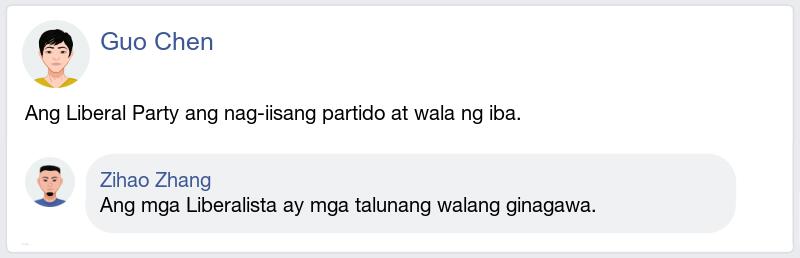 Guo Chen
Ang Liberal Party ang nag-iisang partido at wala ng iba.
Zihao Zhang
Ang mga Liberalista ay mga talunang walang ginagawa.